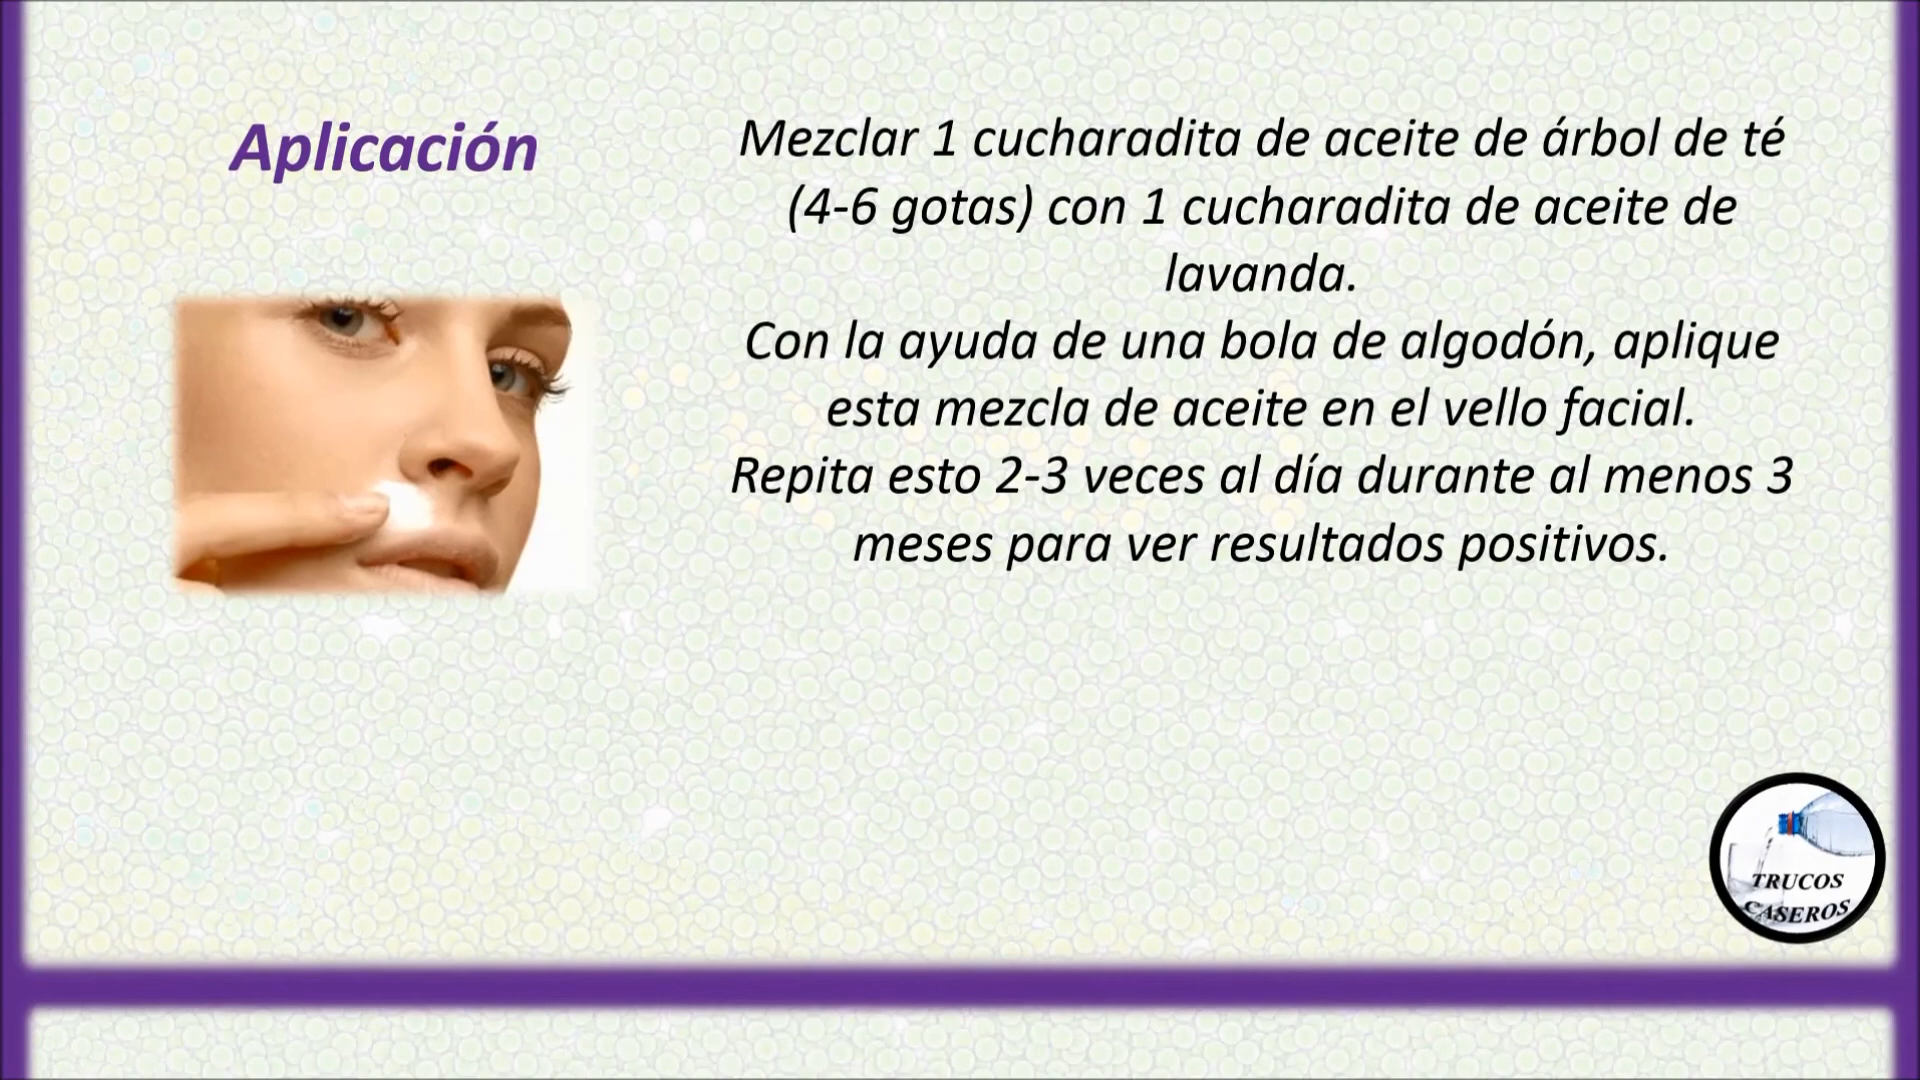 Aplicación
Mezclar 1 cucharadita de aceite de árbol de té
(4-6 gotas) con 1 cucharadita de aceite de
lavanda.
Con la ayuda de una bola de algodón, aplique
esta mezcla de aceite en el vello facial.
Repita esto 2-3 veces al día durante al menos 3
meses para ver resultados positivos.
TRUCOS
CASEROS